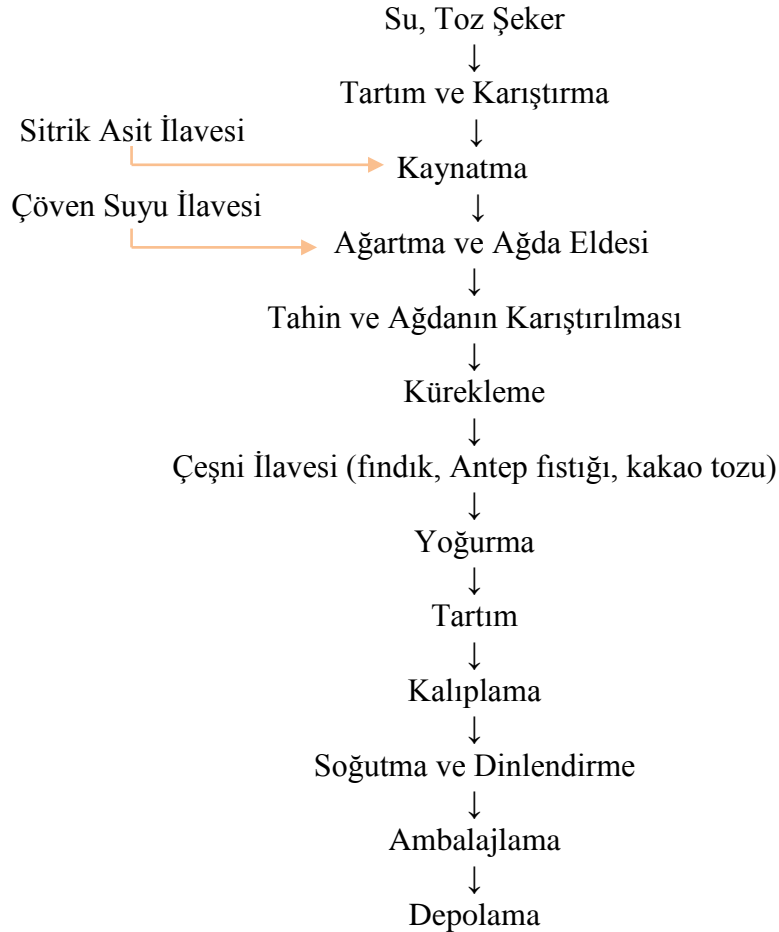 Su, Toz Şeker
↓
Tartım ve Karıştırma
↓
Sitrik Asit İlavesi
Kaynatma
↓
Çöven Suyu İlavesi
Ağartma ve Ağda Eldesi
↓
Tahin ve Ağdanın Karıştırılması
↓
Kürekleme
↓
Çeşni İlavesi (fındık, Antep fıstığı, kakao tozu)
↓
Yoğurma
↓
Tartım
↓
Kalıplama
↓
Soğutma ve Dinlendirme
↓
Ambalajlama
↓
Depolama